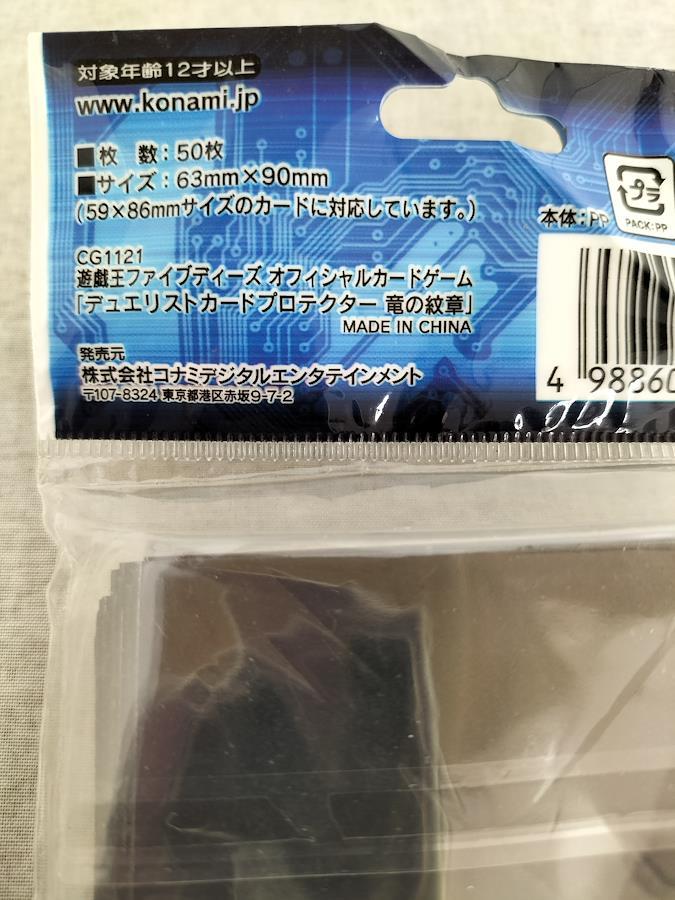 対象年齢12才以上
www.konami.jp
■枚 数：50枚
■サイズ：63mm×90mm
(59×86mmサイズのカードに対応しています。)
本体：PP
プラ
PACK:PP
CG1121
遊戯王ファイブディーズ オフィシャルカードゲーム
「デュエリストカードプロテクター 竜の紋章」
MADE IN CHINA
発売元
株式会社コナミデジタルエンタテインメント
〒107-8324 東京都港区赤坂9-7-2
4 98860